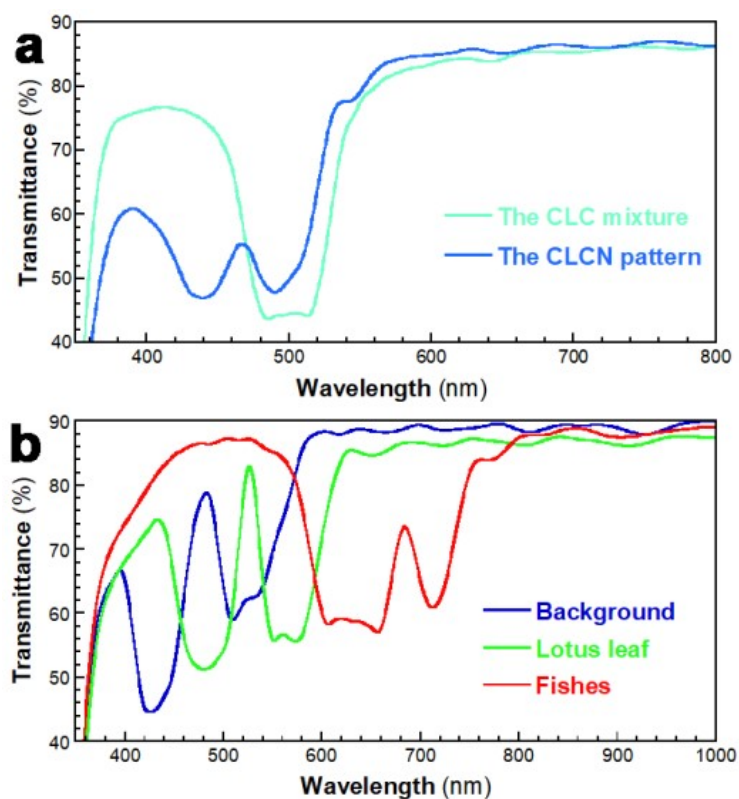 a
90
80
70
60
50
40
Transmittance (%)
The CLC mixture
The CLCN pattern
400 500 600 700 800
Wavelength (nm)
b
90
80
70
60
50
40
Transmittance (%)
Background
Lotus leaf
Fishes
400 500 600 700 800 900 1000
Wavelength (nm)